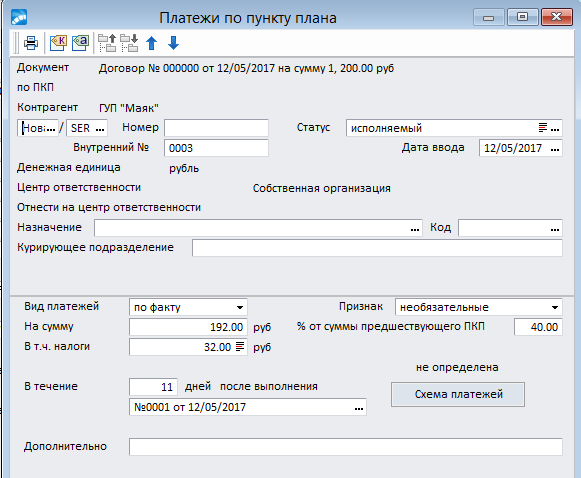 Платежи по пункту плана
Документ Договор № 000000 от 12/05/2017 на сумму 1, 200.00 руб
по ПКП
Контрагент ГУП "Маяк"
Нова... / SER ... Номер Статус исполняемый ...
Внутренний № 0003 Дата ввода 12/05/2017 ...
Денежная единица рубль
Центр ответственности Собственная организация
Отнести на центр ответственности
Назначение ... Код ...
Курирующее подразделение
Вид платежей по факту Признак необязательные
На сумму 192.00 руб % от суммы предшествующего ПКП 40.00
В т.ч. налоги 32.00 руб
не определена
В течение 11 дней после выполнения Схема платежей
№0001 от 12/05/2017 ...
Дополнительно